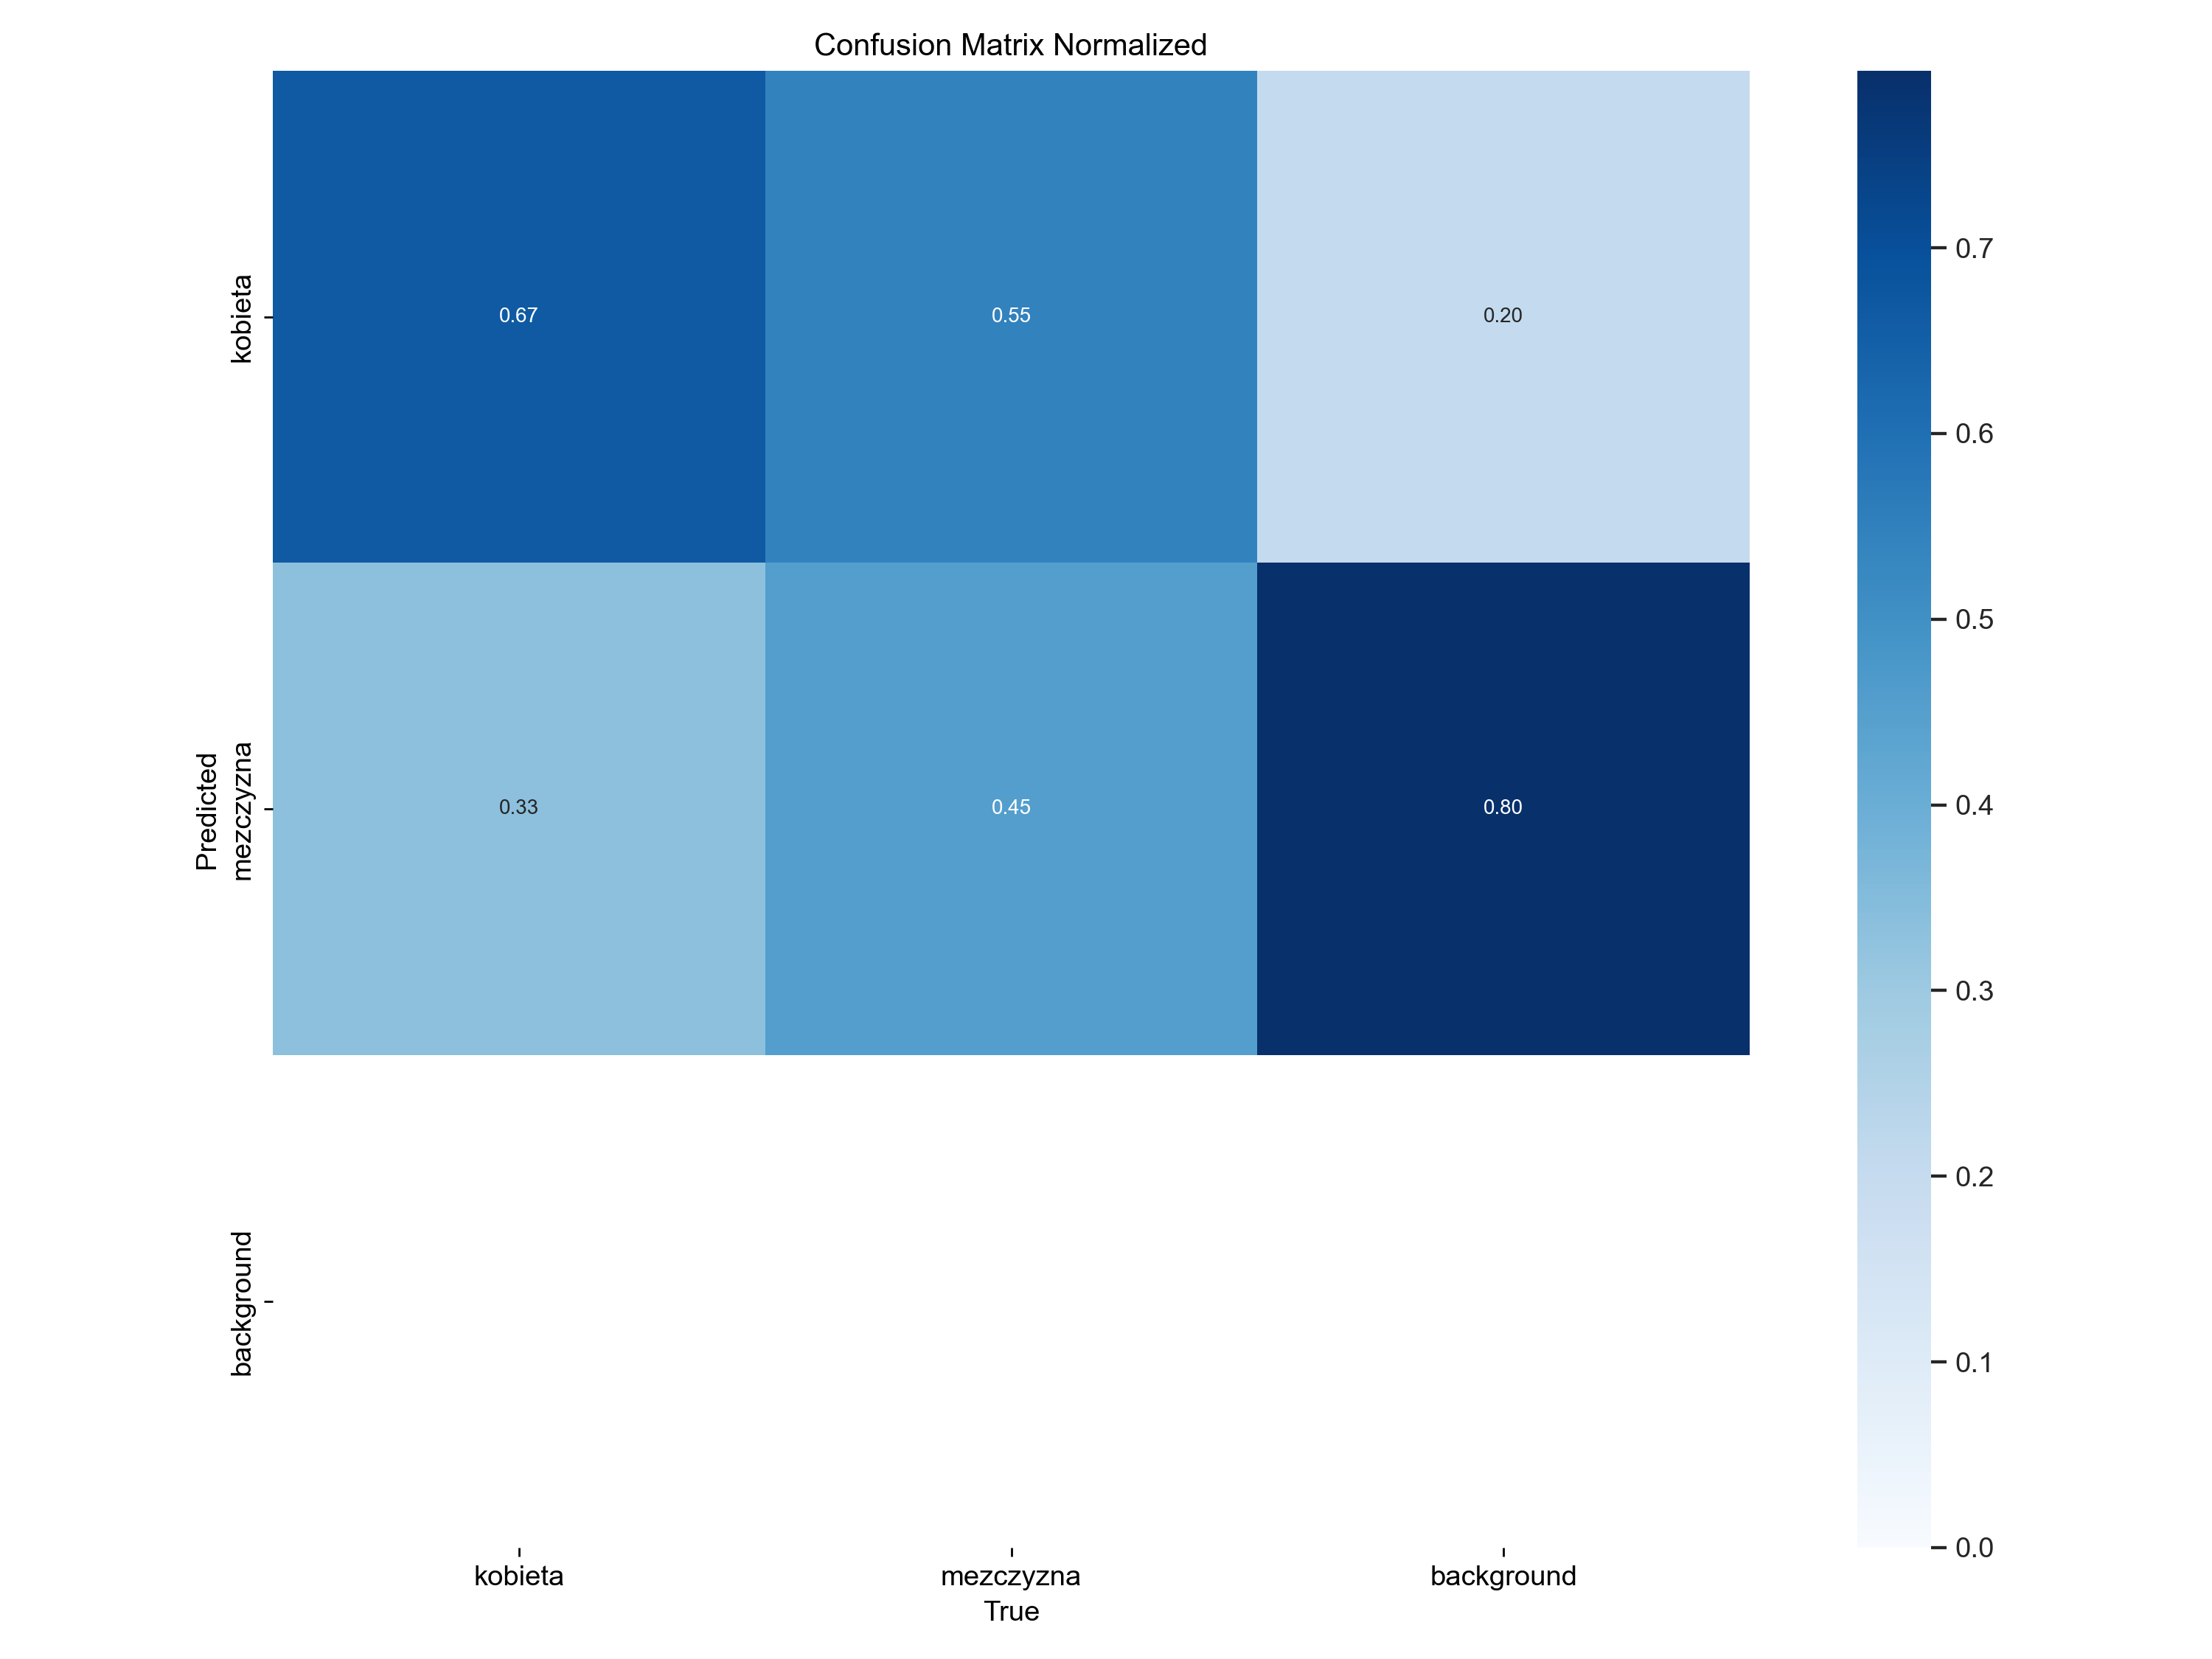 Confusion Matrix Normalized
kobieta
0.67 0.55 0.20
Predicted
mezczyzna
0.33 0.45 0.80
background
kobieta mezczyzna background
True
0.7
0.6
0.5
0.4
0.3
0.2
0.1
0.0